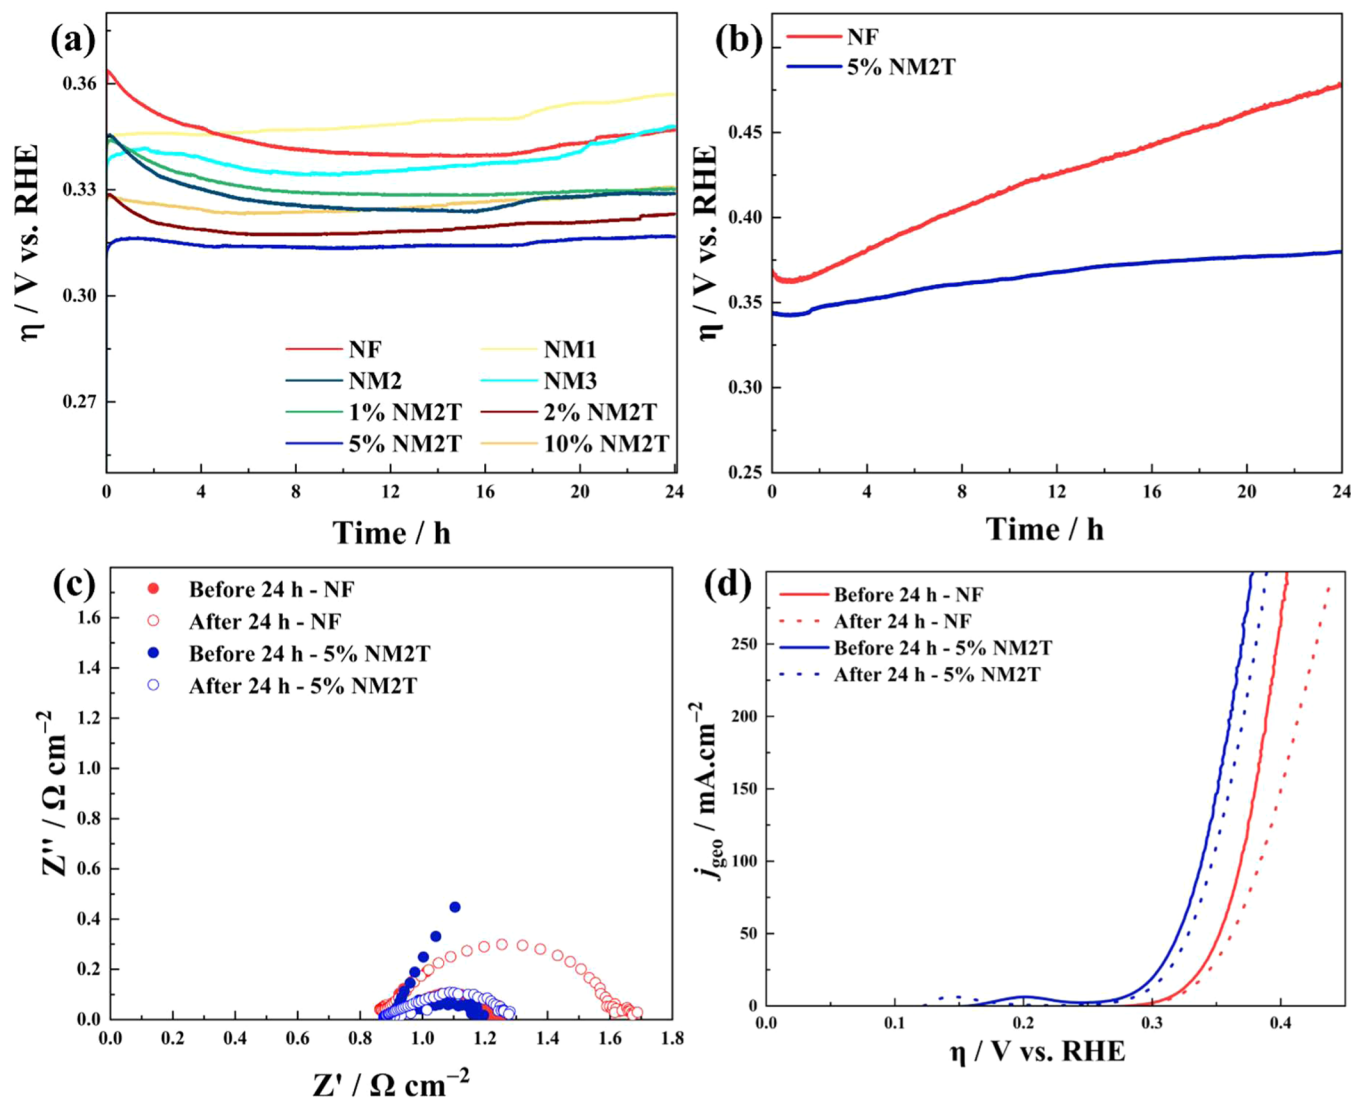 (a)
η / V vs. RHE
0.36
0.33
0.30
0.27
NF
NM1
NM2
NM3
1% NM2T
2% NM2T
5% NM2T
10% NM2T
0 4 8 12 16 20 24
Time / h
(b)
NF
5% NM2T
η / V vs. RHE
0.45
0.40
0.35
0.30
0.25
0 4 8 12 16 20 24
Time / h
(c)
Before 24 h - NF
After 24 h - NF
Before 24 h - 5% NM2T
After 24 h - 5% NM2T
Z'' / Ω cm⁻²
1.6
1.4
1.2
1.0
0.8
0.6
0.4
0.2
0.0
0.0 0.2 0.4 0.6 0.8 1.0 1.2 1.4 1.6 1.8
Z' / Ω cm⁻²
(d)
Before 24 h - NF
After 24 h - NF
Before 24 h - 5% NM2T
After 24 h - 5% NM2T
jgeo / mA.cm⁻²
250
200
150
100
50
0
0.0 0.1 0.2 0.3 0.4
η / V vs. RHE